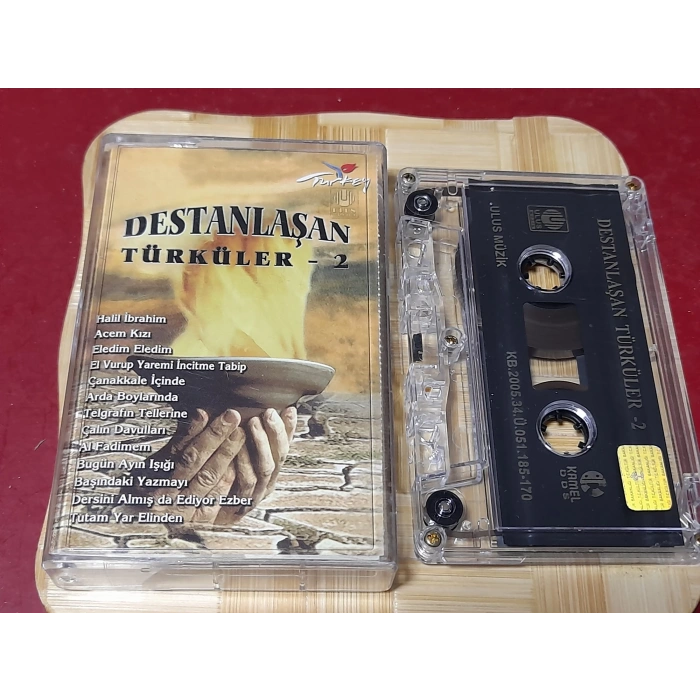 Turkey
ULUS
DESTANLAŞAN
TÜRKÜLER - 2
Halil İbrahim
Acem Kızı
Eledim Eledim
El Vurup Yaremi İncitme Tabip
Çanakkale İçinde
Arda Boylarında
Telgrafın Tellerine
Çalın Davulları
Al Fadimem
Bugün Ayın Işığı
Başındaki Yazmayı
Dersini Almış da Ediyor Ezber
Tutam Yar Elinden
ULUS MÜZİK
DESTANLAŞAN TÜRKÜLER -2
KB.2005.34.Ü.051.185-170
KAMEL